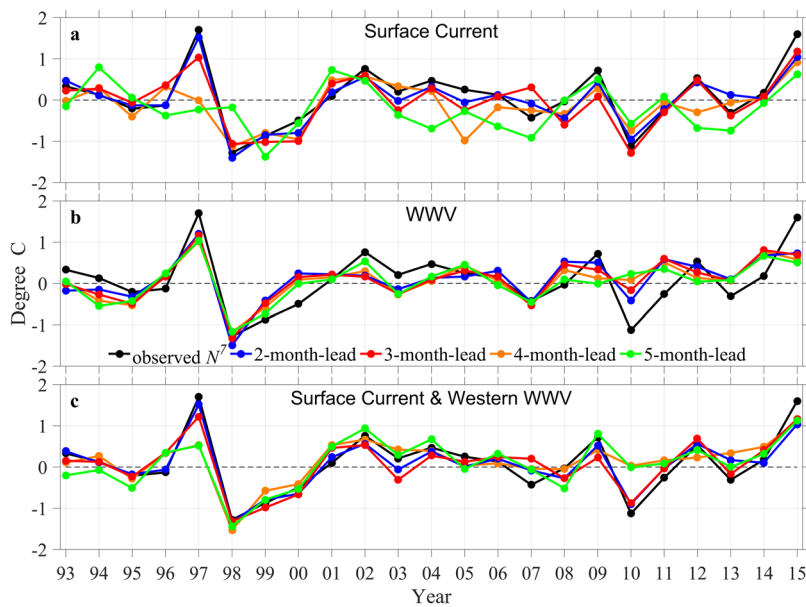 2
a
Surface Current
1
0
-1
-2
2
b
WWV
1
0
-1
observed N⁷ 2-month-lead 3-month-lead 4-month-lead 5-month-lead
-2
2
c
Surface Current & Western WWV
1
0
-1
-2
Degree C
93 94 95 96 97 98 99 00 01 02 03 04 05 06 07 08 09 10 11 12 13 14 15
Year